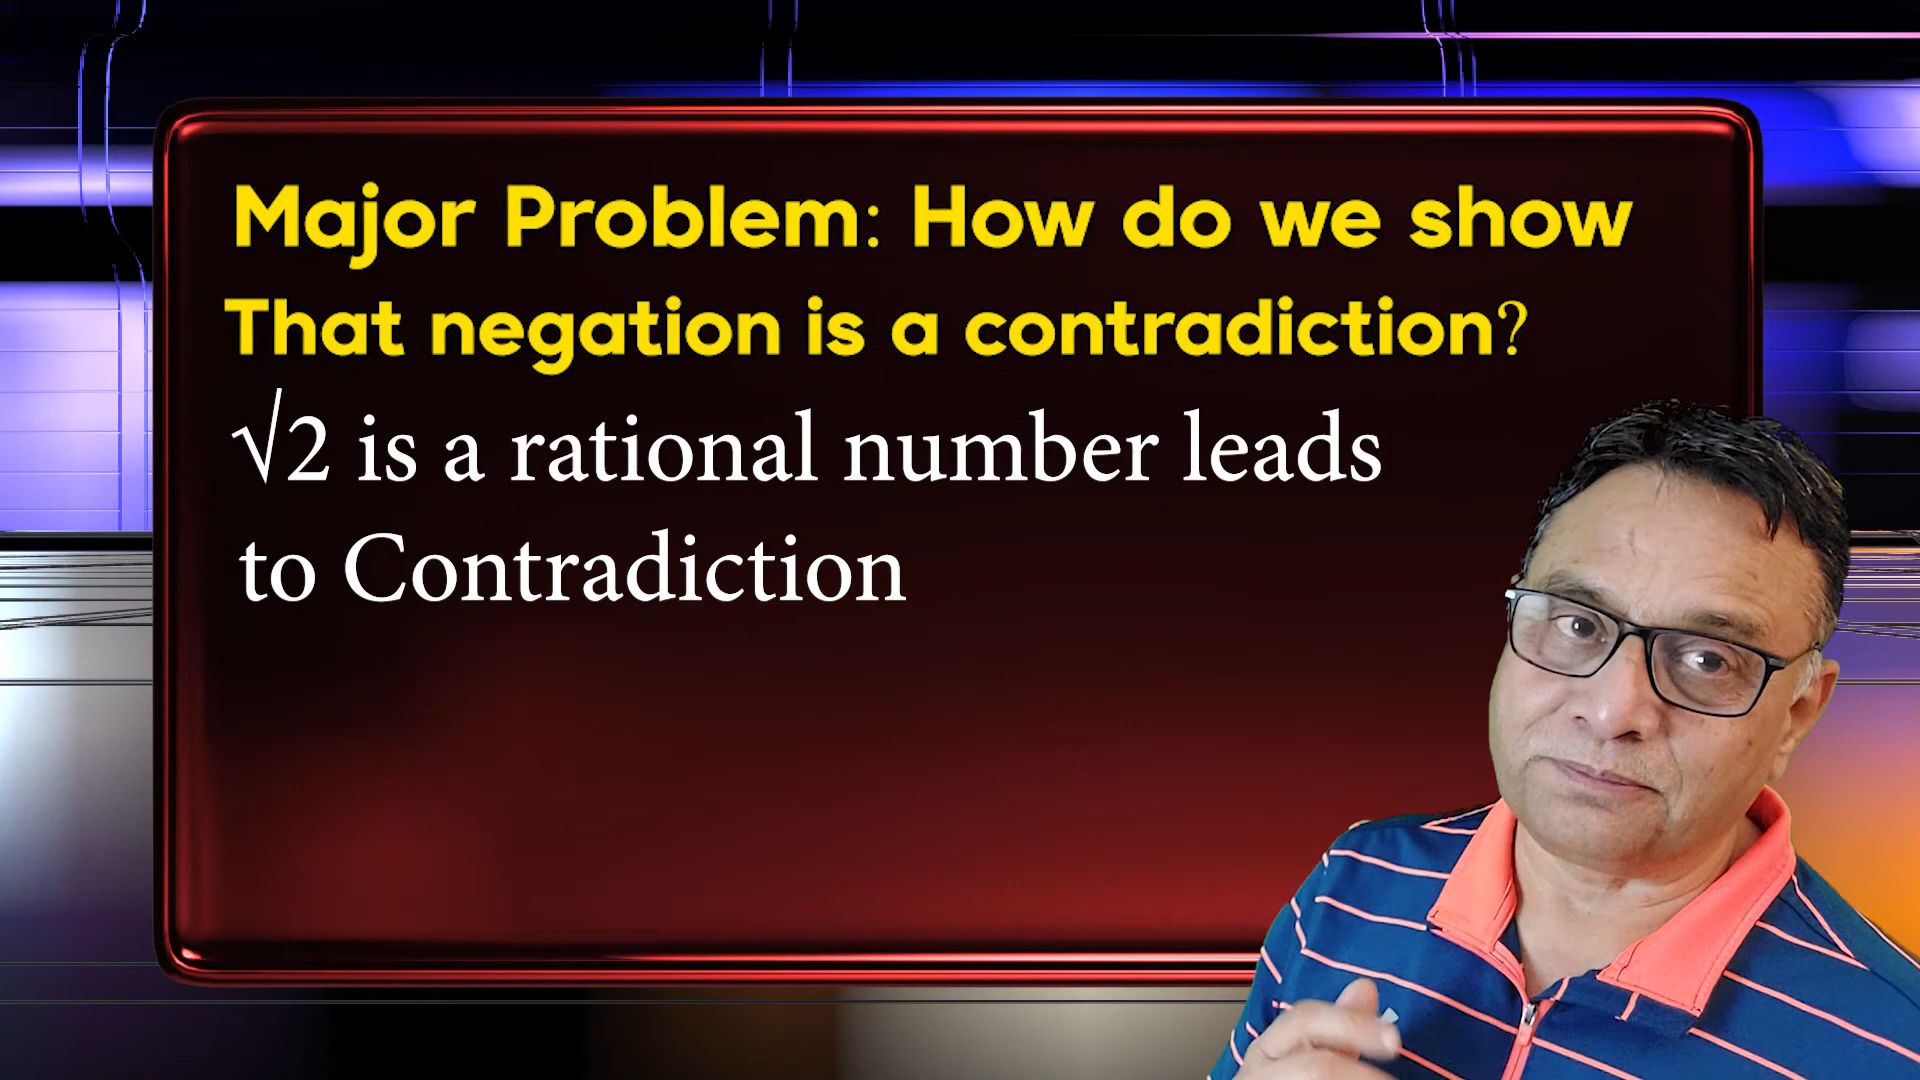 Major Problem: How do we show
That negation is a contradiction?
√2 is a rational number leads
to Contradiction